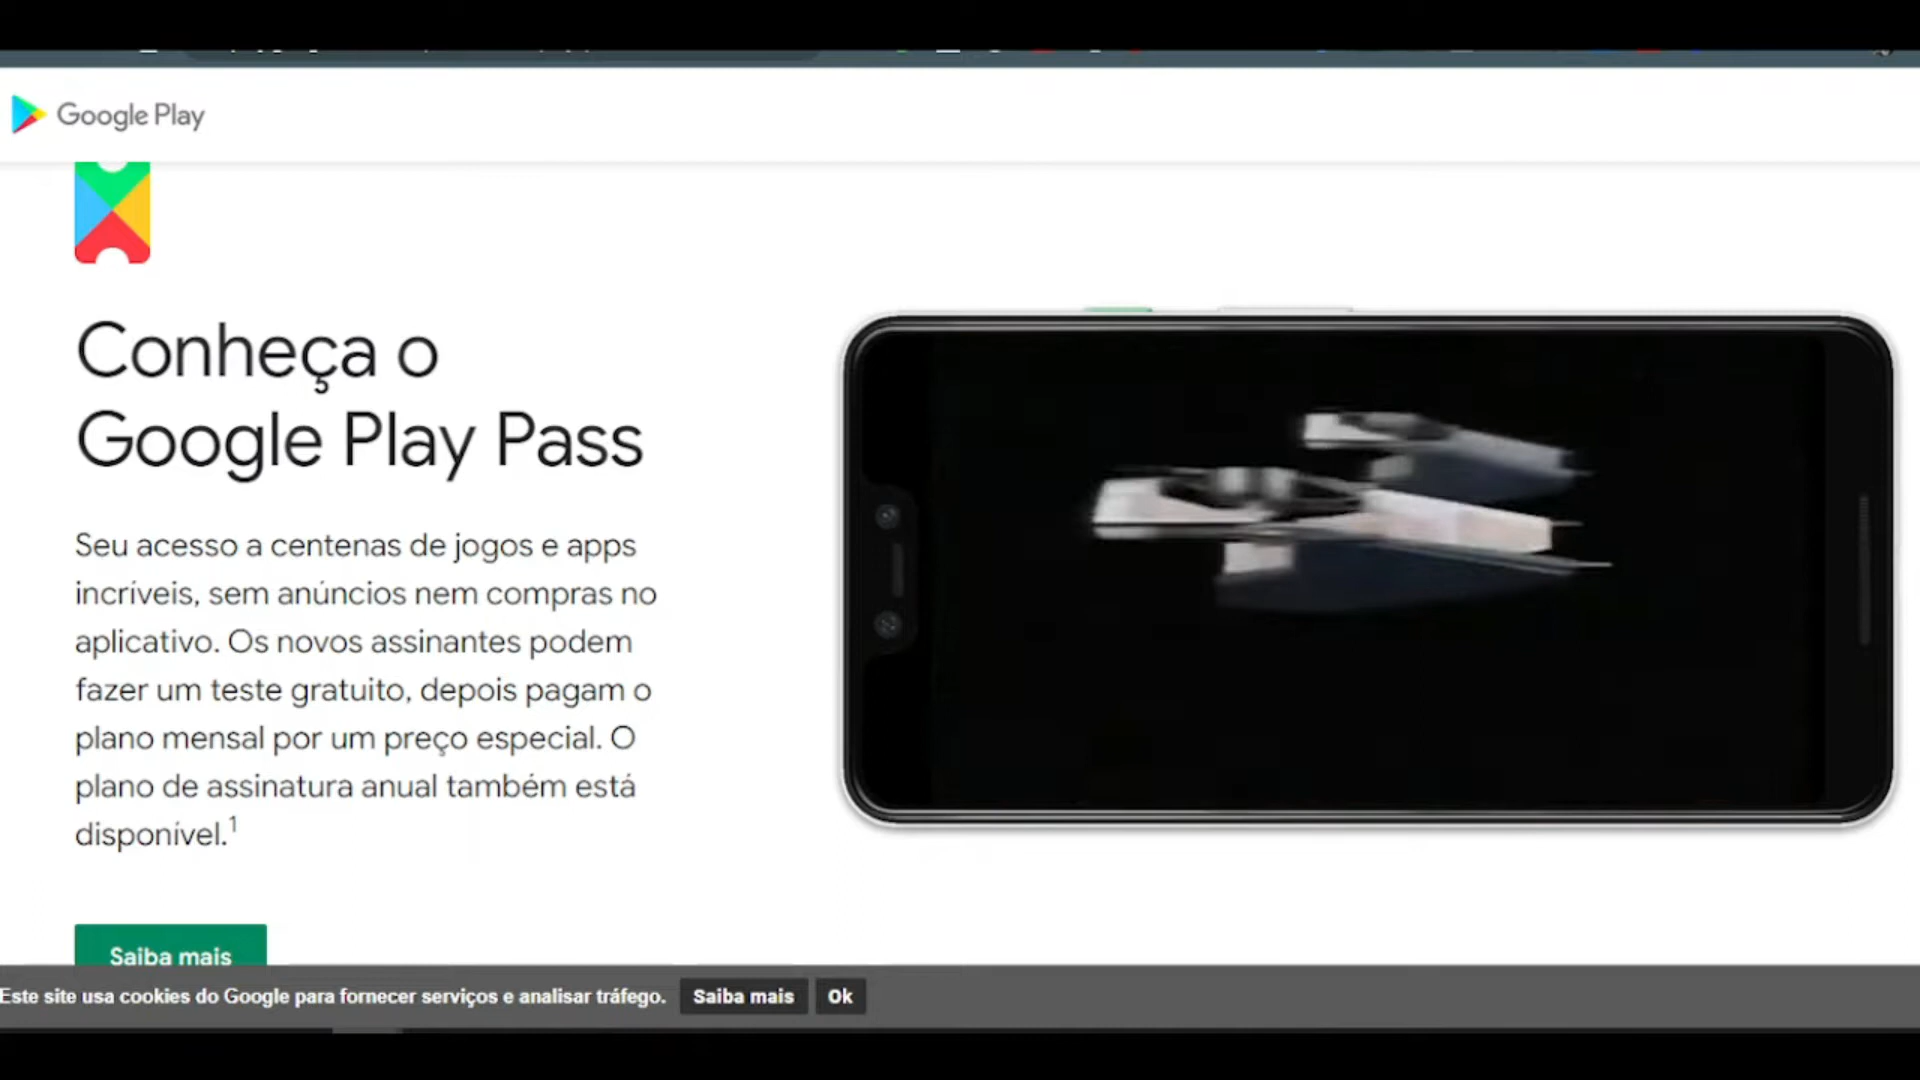 Google Play
Conheça o
Google Play Pass
Seu acesso a centenas de jogos e apps
incríveis, sem anúncios nem compras no
aplicativo. Os novos assinantes podem
fazer um teste gratuito, depois pagam o
plano mensal por um preço especial. O
plano de assinatura anual também está
disponível.1
Saiba mais
Este site usa cookies do Google para fornecer serviços e analisar tráfego. Saiba mais Ok